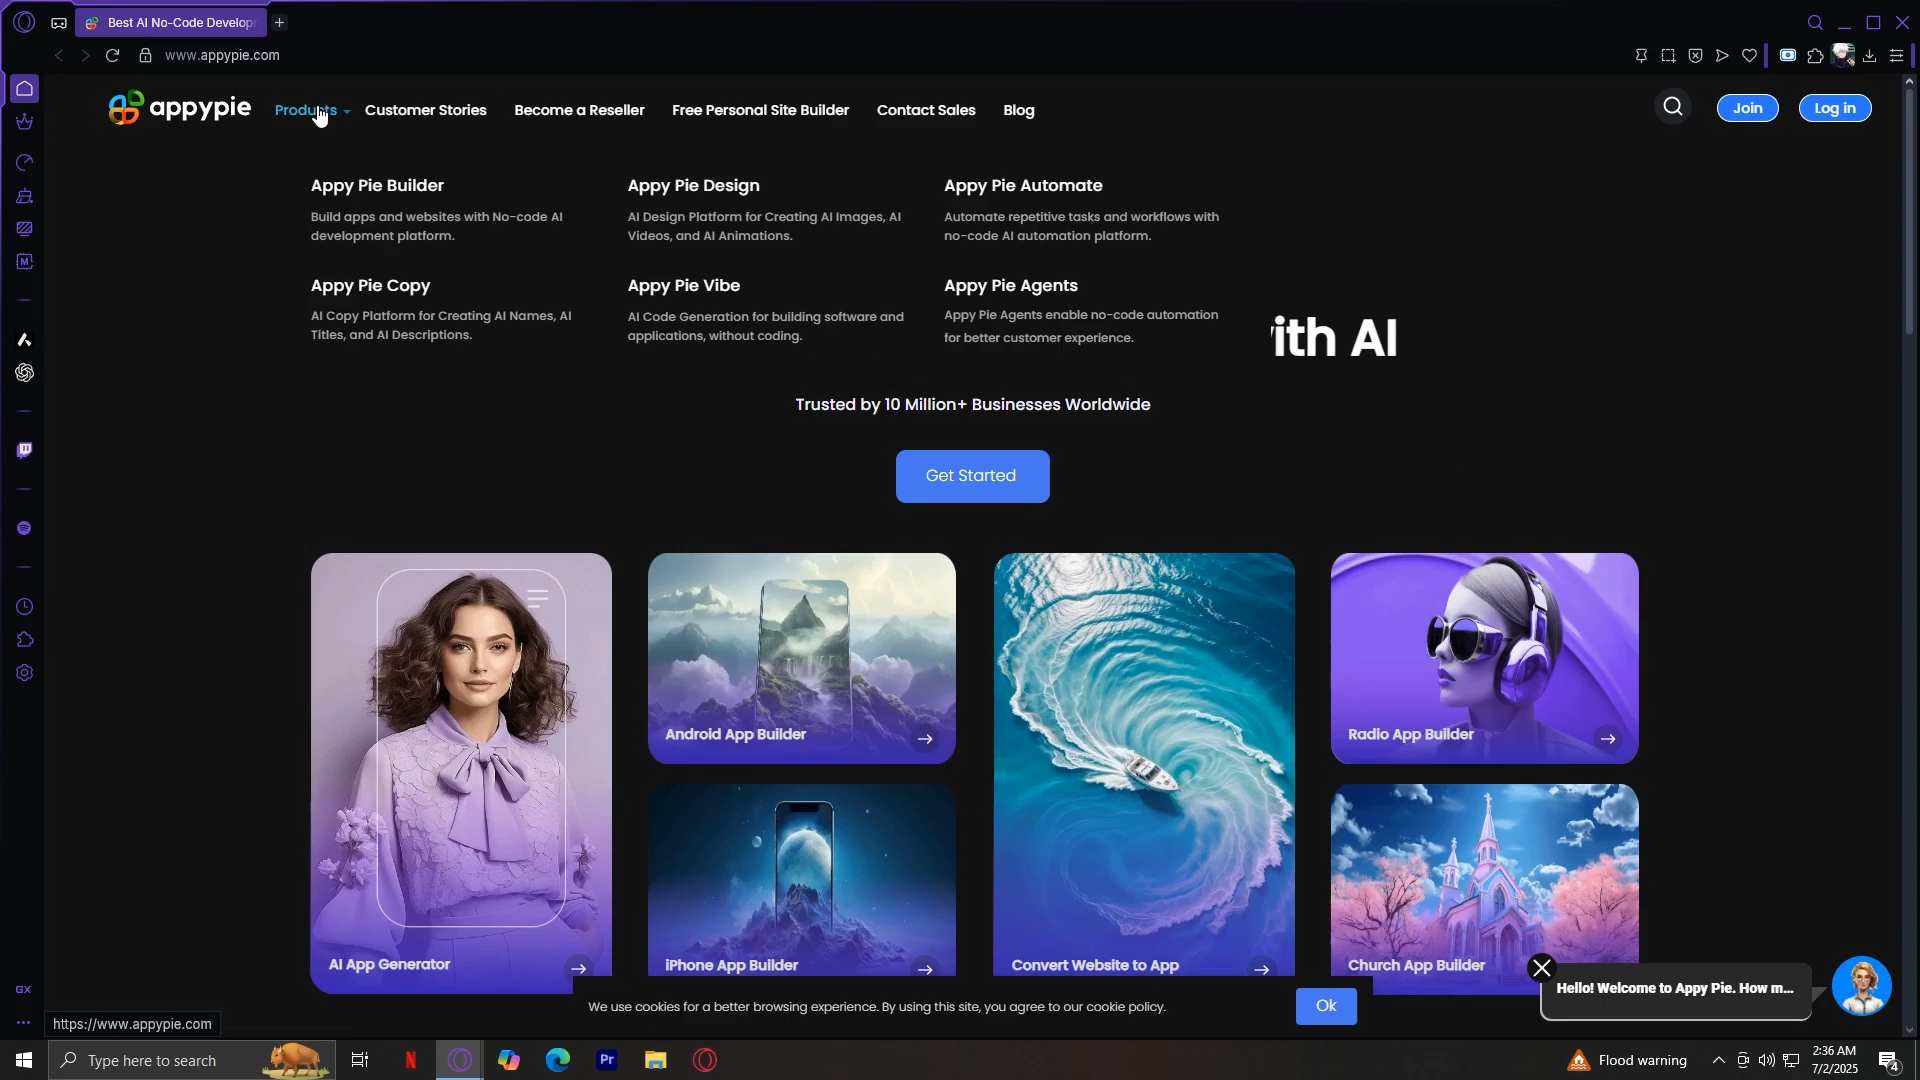 Best AI No-Code Develop
www.appypie.com
appypie
Products
Customer Stories
Become a Reseller
Free Personal Site Builder
Contact Sales
Blog
Join
Log in
Appy Pie Builder
Build apps and websites with No-code AI
development platform.
Appy Pie Design
AI Design Platform for Creating AI Images, AI
Videos, and AI Animations.
Appy Pie Automate
Automate repetitive tasks and workflows with
no-code AI automation platform.
Appy Pie Copy
AI Copy Platform for Creating AI Names, AI
Titles, and AI Descriptions.
Appy Pie Vibe
AI Code Generation for building software and
applications, without coding.
Appy Pie Agents
Appy Pie Agents enable no-code automation
for better customer experience.
ith AI
Trusted by 10 Million+ Businesses Worldwide
Get Started
AI App Generator
Android App Builder
iPhone App Builder
Convert Website to App
Radio App Builder
Church App Builder
We use cookies for a better browsing experience. By using this site, you agree to our cookie policy.
Ok
Hello! Welcome to Appy Pie. How m...
GX
https://www.appypie.com
Type here to search
Pr
Flood warning
2:36 AM
7/2/2025
4